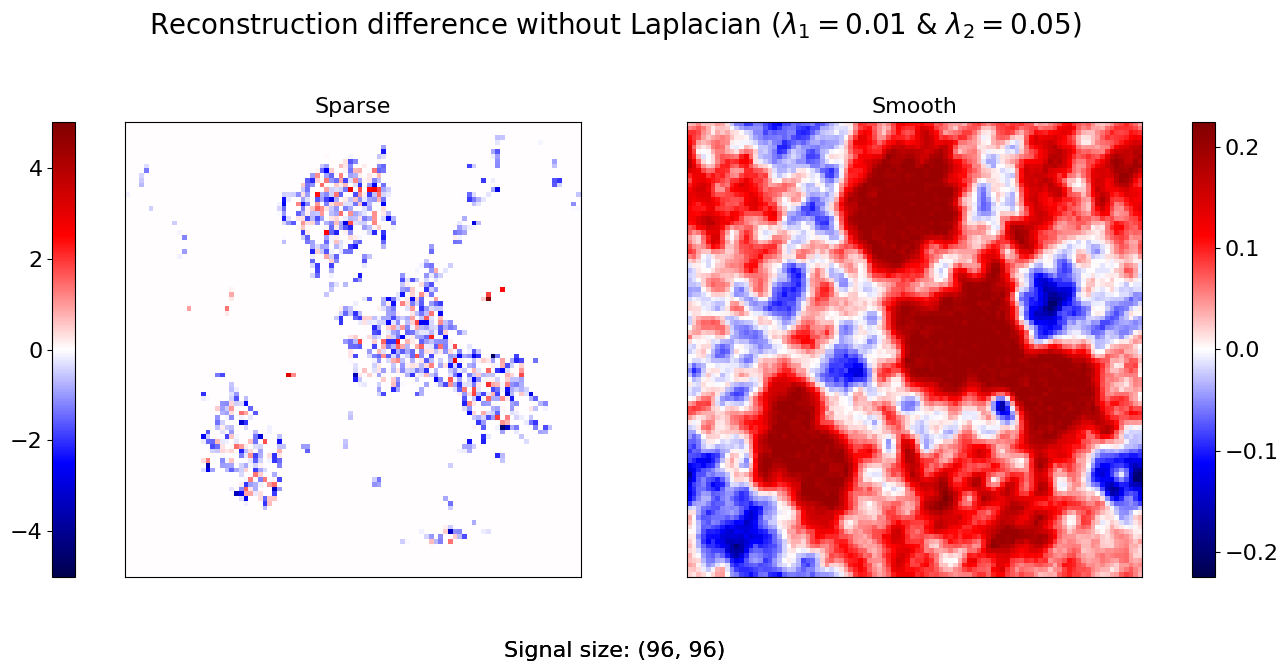 Reconstruction difference without Laplacian (λ₁ = 0.01 & λ₂ = 0.05)
Sparse
Smooth
4
2
0
−2
−4
0.2
0.1
0.0
−0.1
−0.2
Signal size: (96, 96)